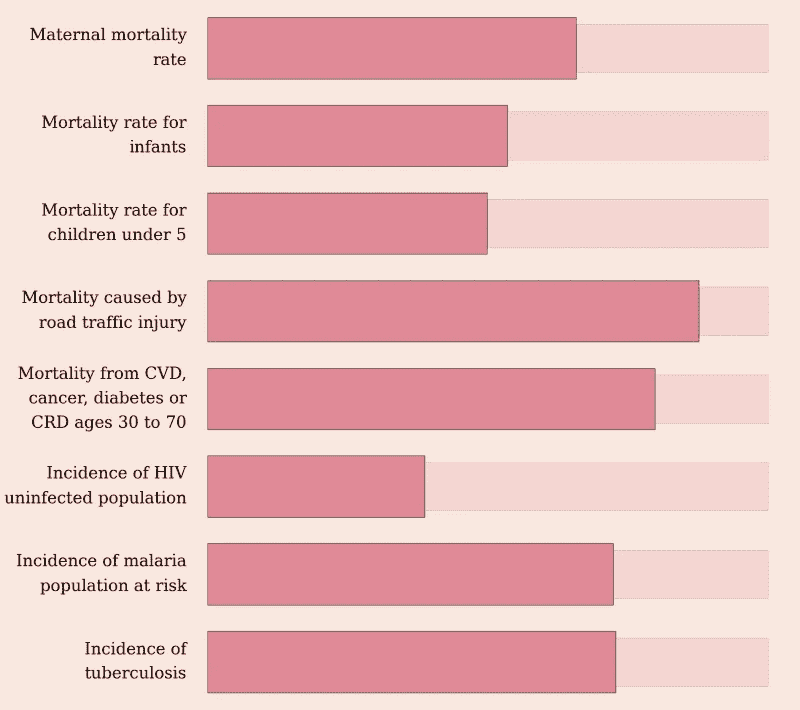 Maternal mortality
rate
Mortality rate for
infants
Mortality rate for
children under 5
Mortality caused by
road traffic injury
Mortality from CVD,
cancer, diabetes or
CRD ages 30 to 70
Incidence of HIV
uninfected population
Incidence of malaria
population at risk
Incidence of
tuberculosis